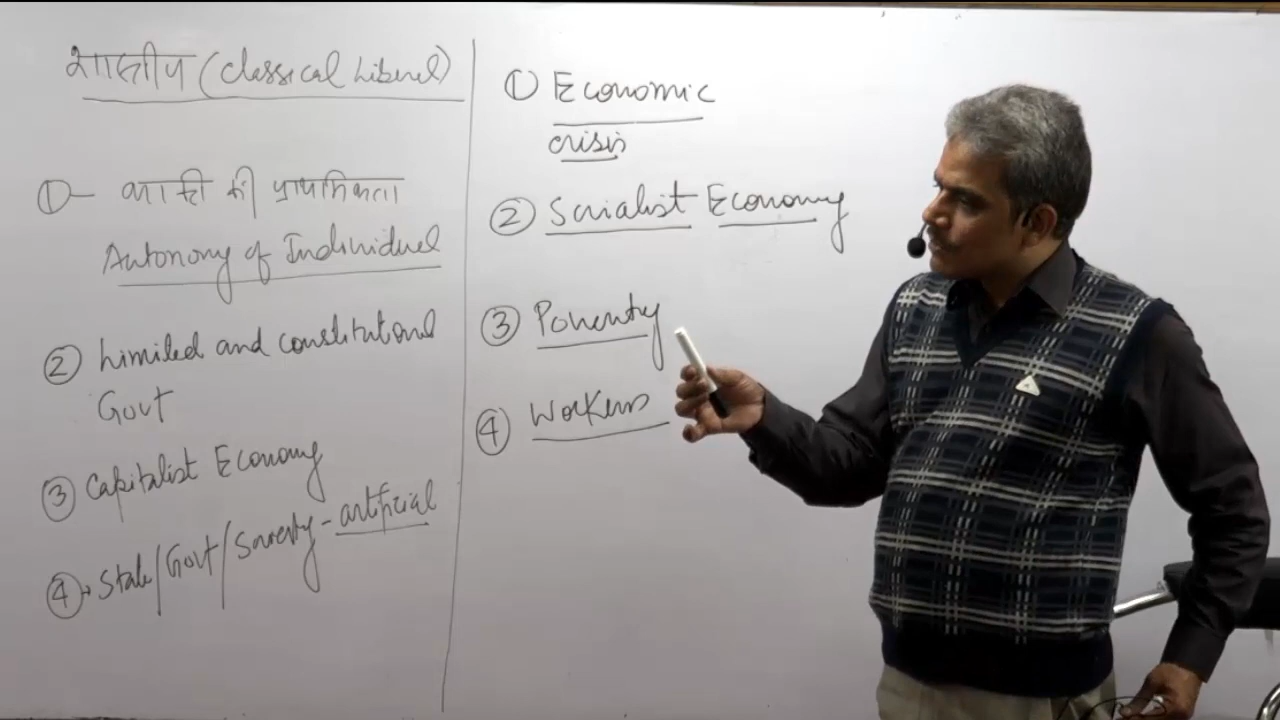 शास्त्रीय (Classical Liberal)
①- व्यक्ति की प्राथमिकता
Autonomy of Individual
② Limited and constitutional
Govt
③ Capitalist Economy
④. State/Govt/Society - artificial
① Economic
crisis
② Socialist Economy
③ Poverty
④ Workers